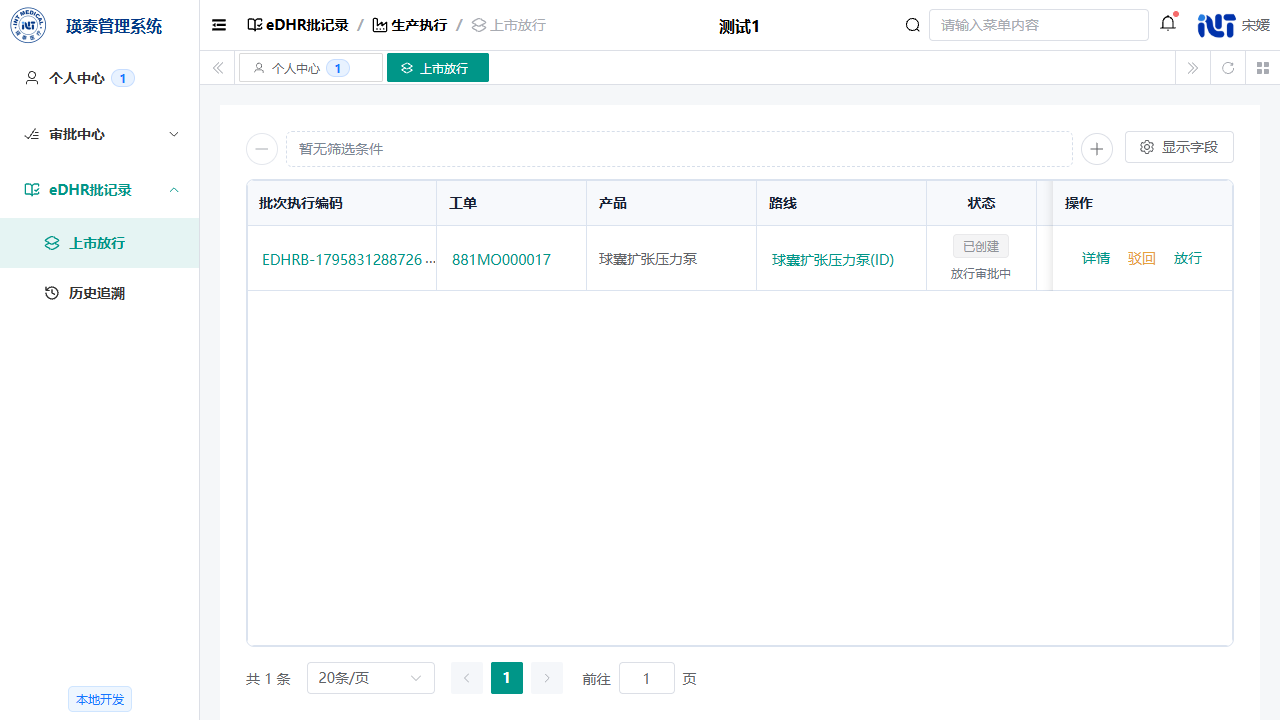 瑛泰管理系统
个人中心 1
审批中心
eDHR批记录
上市放行
历史追溯
本地开发
eDHR批记录 / 生产执行 / 上市放行
测试1
请输入菜单内容
宋媛
个人中心 1
上市放行
暂无筛选条件
显示字段
批次执行编码 工单 产品 路线 状态 操作
EDHRB-1795831288726 ... 881MO000017 球囊扩张压力泵 球囊扩张压力泵(ID) 已创建 详情 驳回 放行
放行审批中
共 1 条 20条/页 1 前往 1 页